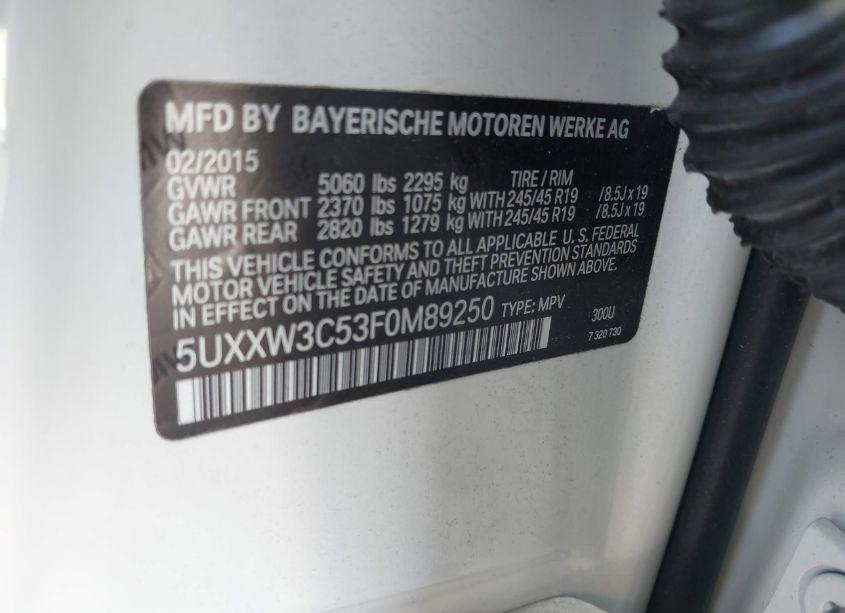 MFD BY BAYERISCHE MOTOREN WERKE AG
02/2015 TIRE / RIM
GVWR 5060 lbs 2295 kg
GAWR FRONT 2370 lbs 1075 kg WITH 245/45 R19 /8.5J x 19
GAWR REAR 2820 lbs 1279 kg WITH 245/45 R19 /8.5J x 19
THIS VEHICLE CONFORMS TO ALL APPLICABLE U. S. FEDERAL
MOTOR VEHICLE SAFETY AND THEFT PREVENTION STANDARDS
IN EFFECT ON THE DATE OF MANUFACTURE SHOWN ABOVE.
5UXXW3C53F0M89250 TYPE: MPV 300U
7 320 730